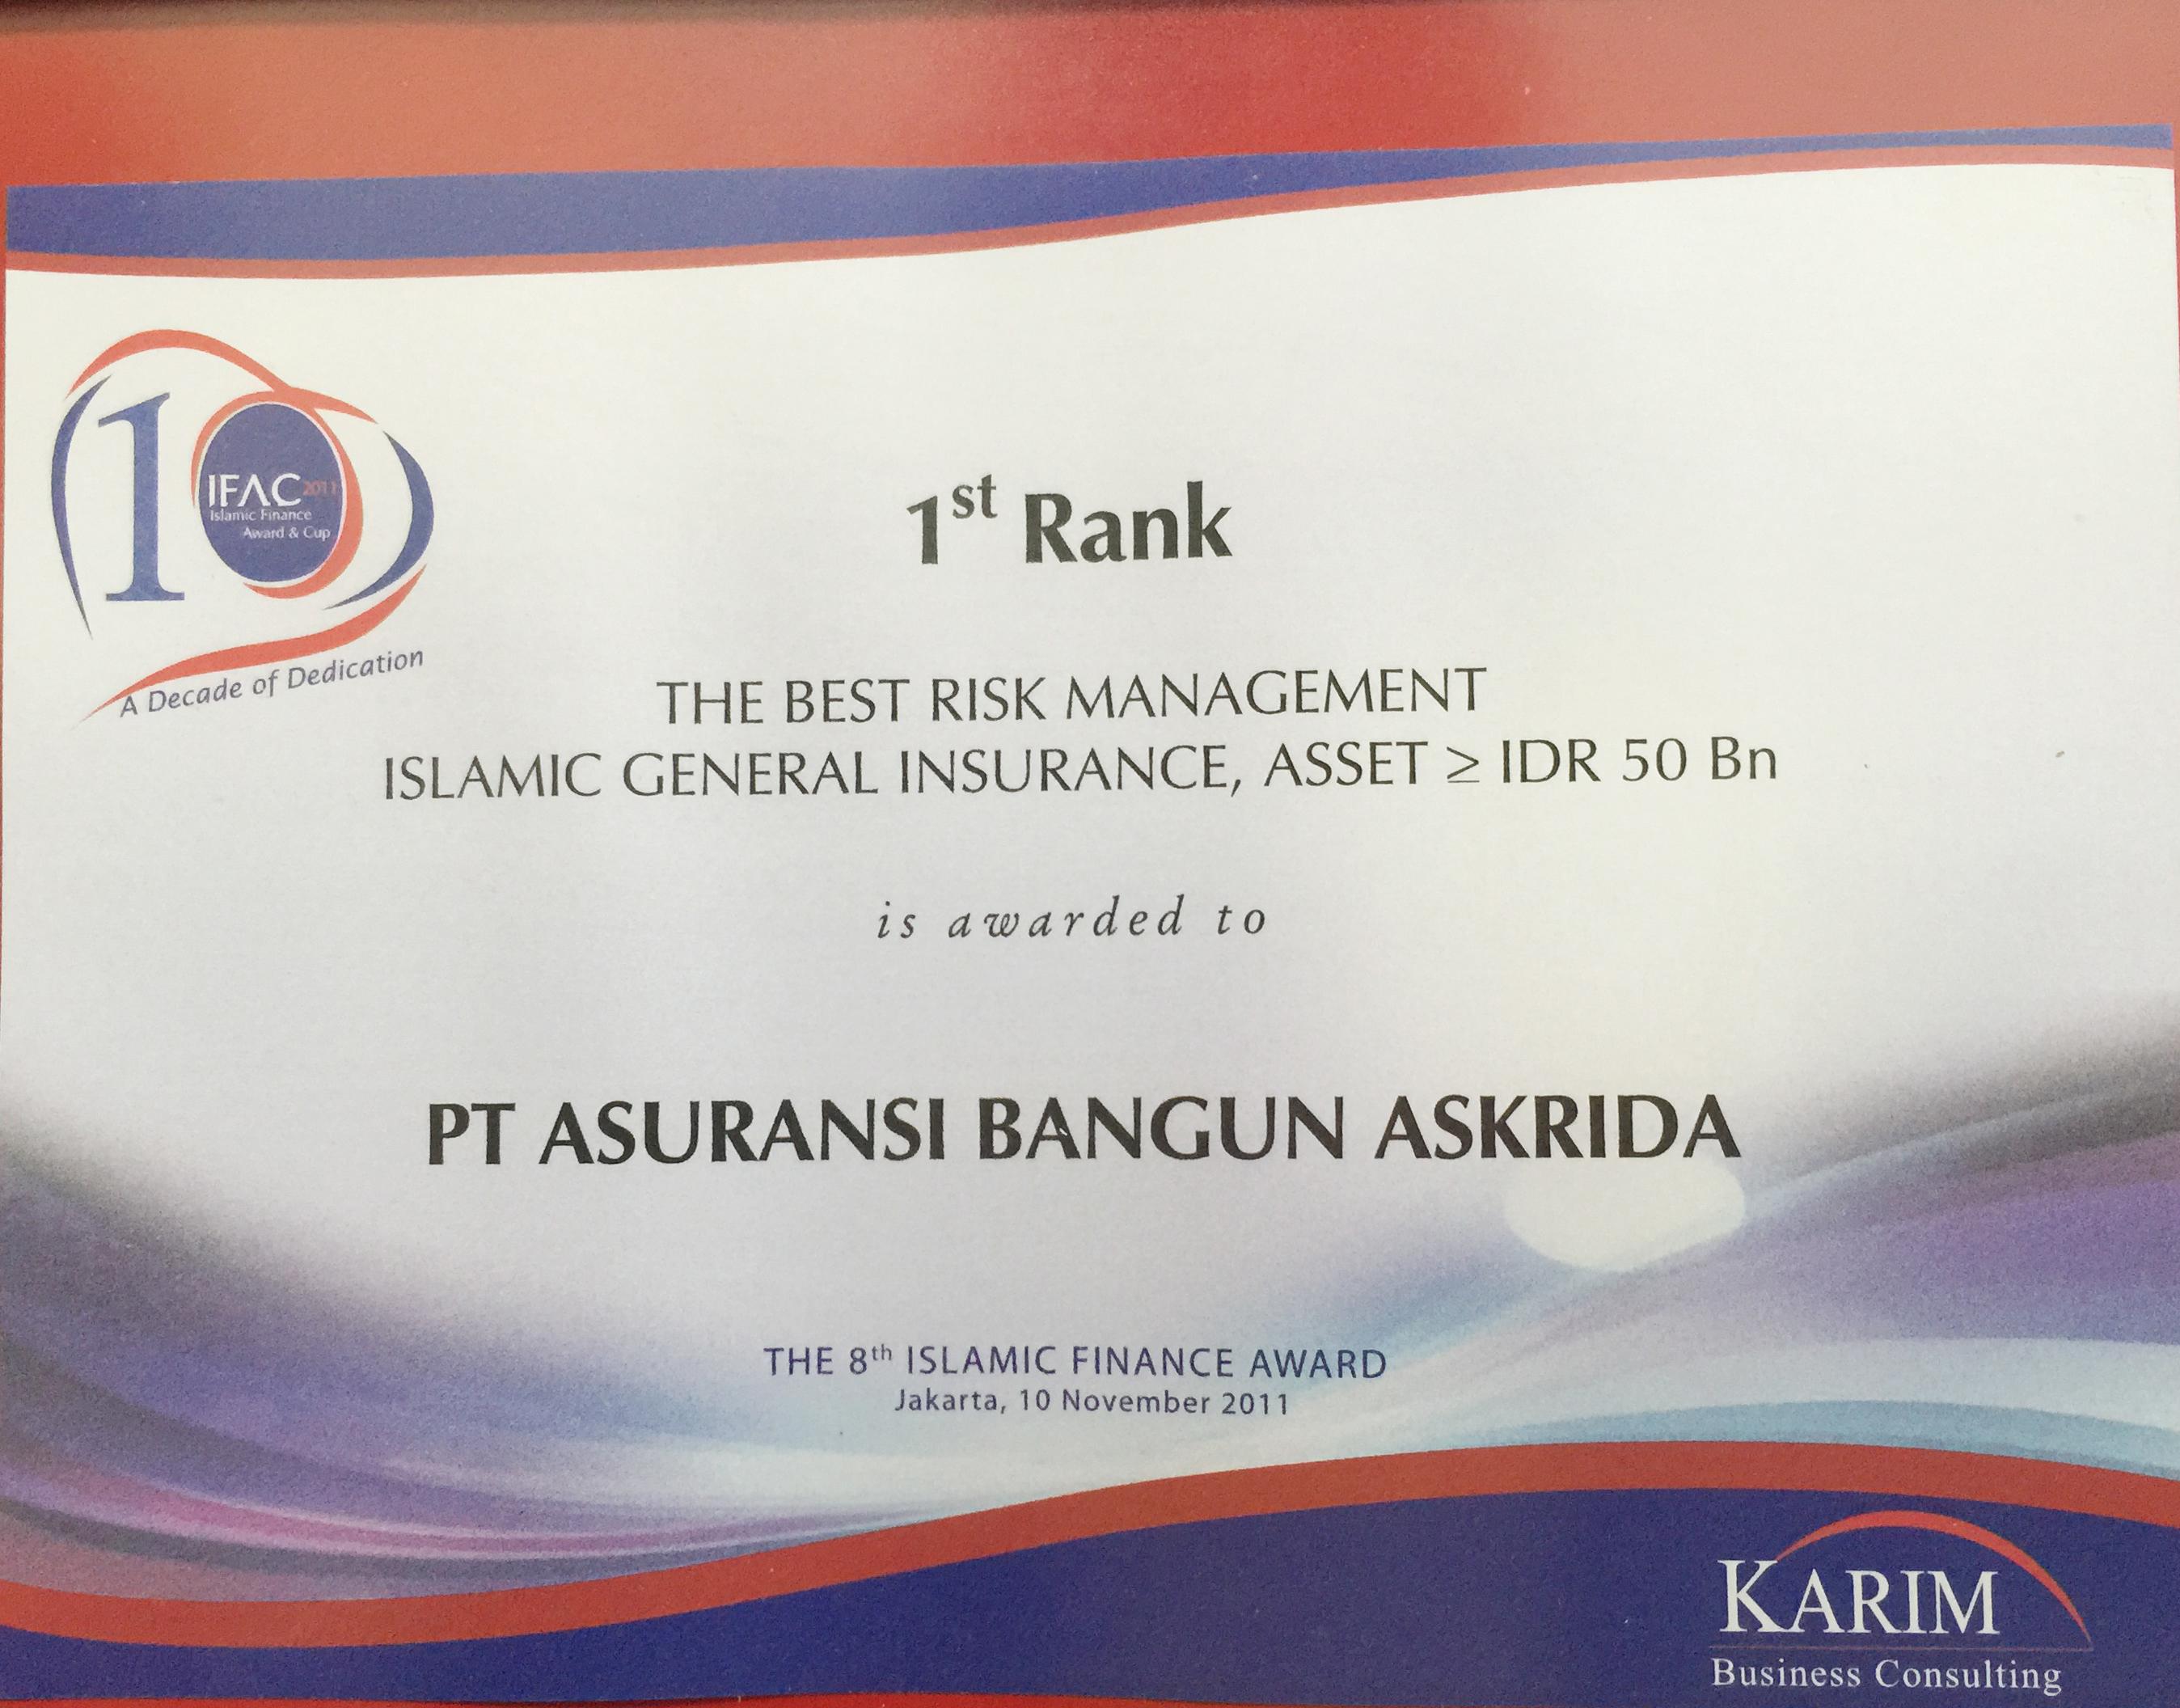 10
IFAC 2011
Islamic Finance
Award & Cup
A Decade of Dedication
1st Rank
THE BEST RISK MANAGEMENT
ISLAMIC GENERAL INSURANCE, ASSET ≥ IDR 50 Bn
is awarded to
PT ASURANSI BANGUN ASKRIDA
THE 8th ISLAMIC FINANCE AWARD
Jakarta, 10 November 2011
KARIM
Business Consulting